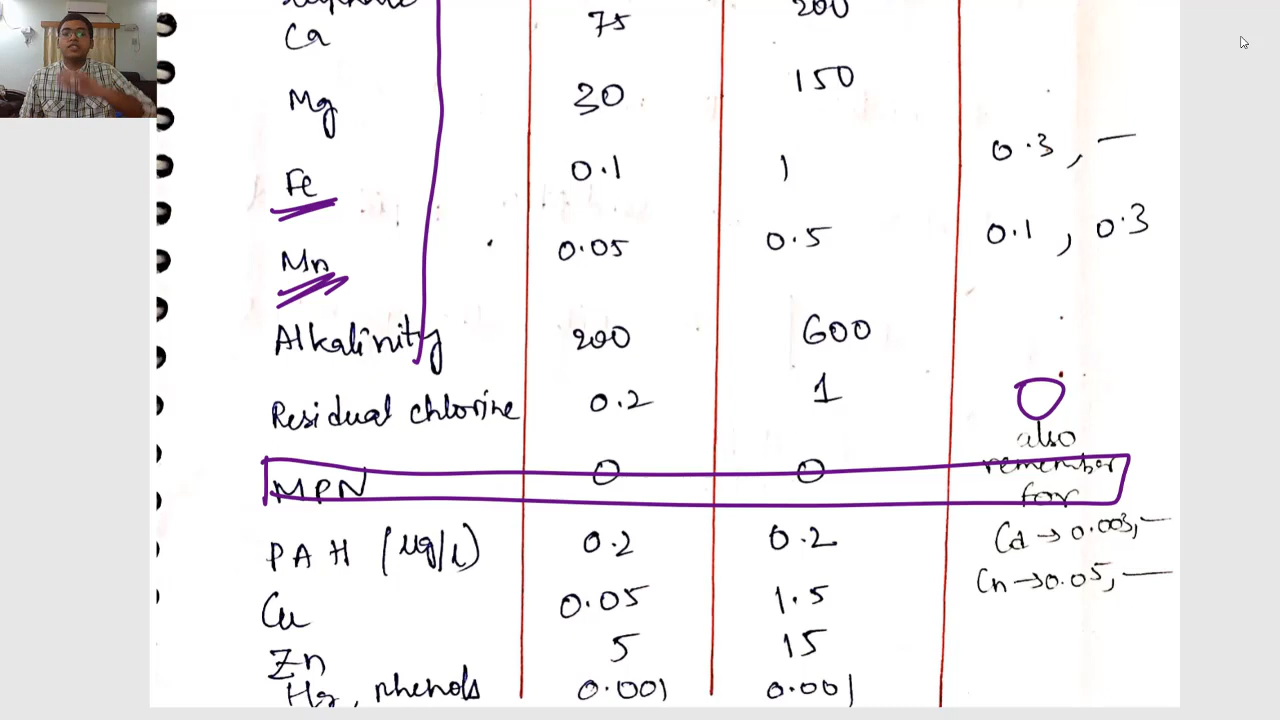 Ca 75 200
Mg 30 150
Fe 0.1 1 0.3, —
Mn 0.05 0.5 0.1, 0.3
Alkalinity 200 600
Residual chlorine 0.2 1
also
remember
for
MPN 0 0
Cd → 0.003, —
PAH (μg/L) 0.2 0.2
Cn → 0.05, —
Cu 0.05 1.5
Zn 5 15
Hg, phenols 0.001 0.001